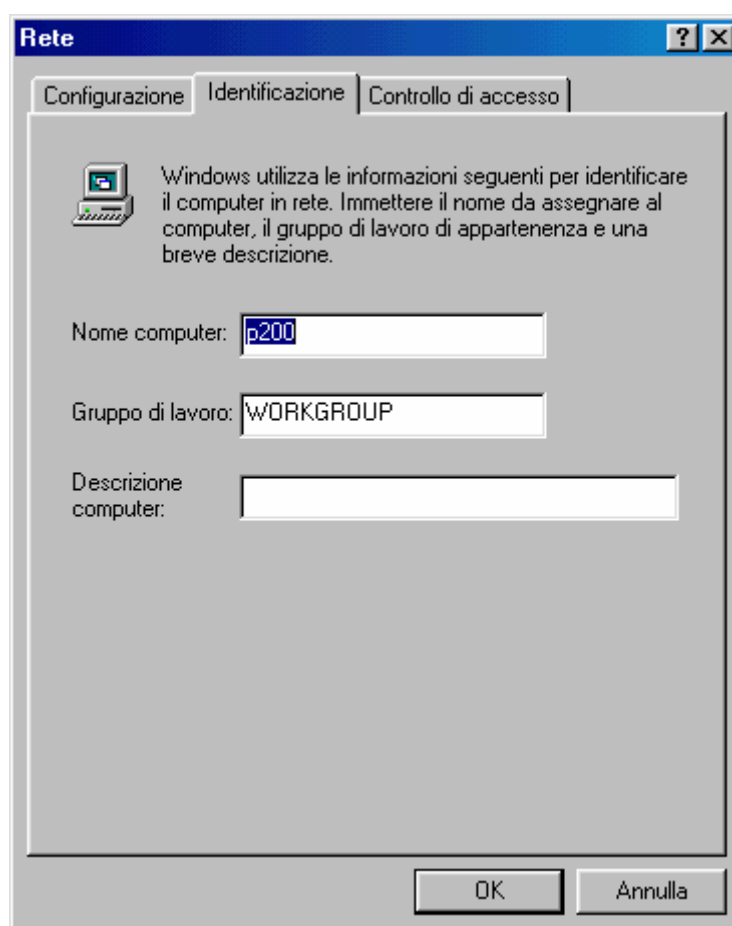 Rete
Configurazione Identificazione Controllo di accesso
Windows utilizza le informazioni seguenti per identificare
il computer in rete. Immettere il nome da assegnare al
computer, il gruppo di lavoro di appartenenza e una
breve descrizione.
Nome computer: p200
Gruppo di lavoro: WORKGROUP
Descrizione
computer:
OK Annulla